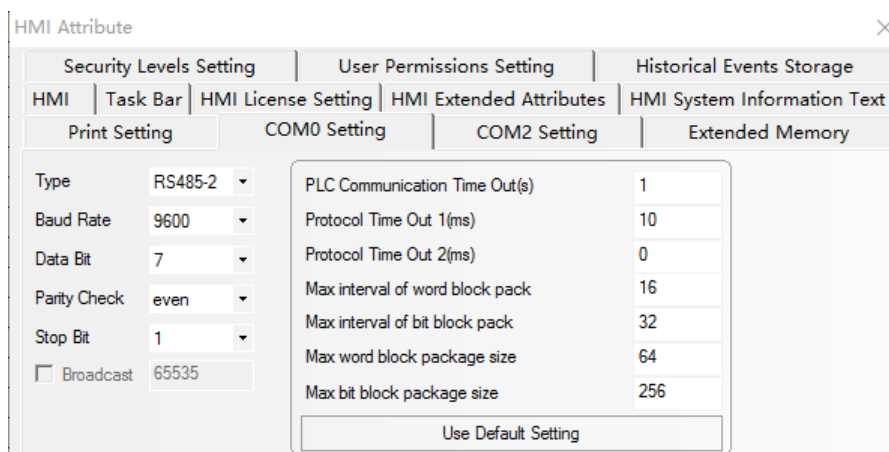 HMI Attribute
Security Levels Setting User Permissions Setting Historical Events Storage
HMI Task Bar HMI License Setting HMI Extended Attributes HMI System Information Text
Print Setting COM0 Setting COM2 Setting Extended Memory
Type RS485-2
Baud Rate 9600
Data Bit 7
Parity Check even
Stop Bit 1
Broadcast 65535
PLC Communication Time Out(s) 1
Protocol Time Out 1(ms) 10
Protocol Time Out 2(ms) 0
Max interval of word block pack 16
Max interval of bit block pack 32
Max word block package size 64
Max bit block package size 256
Use Default Setting